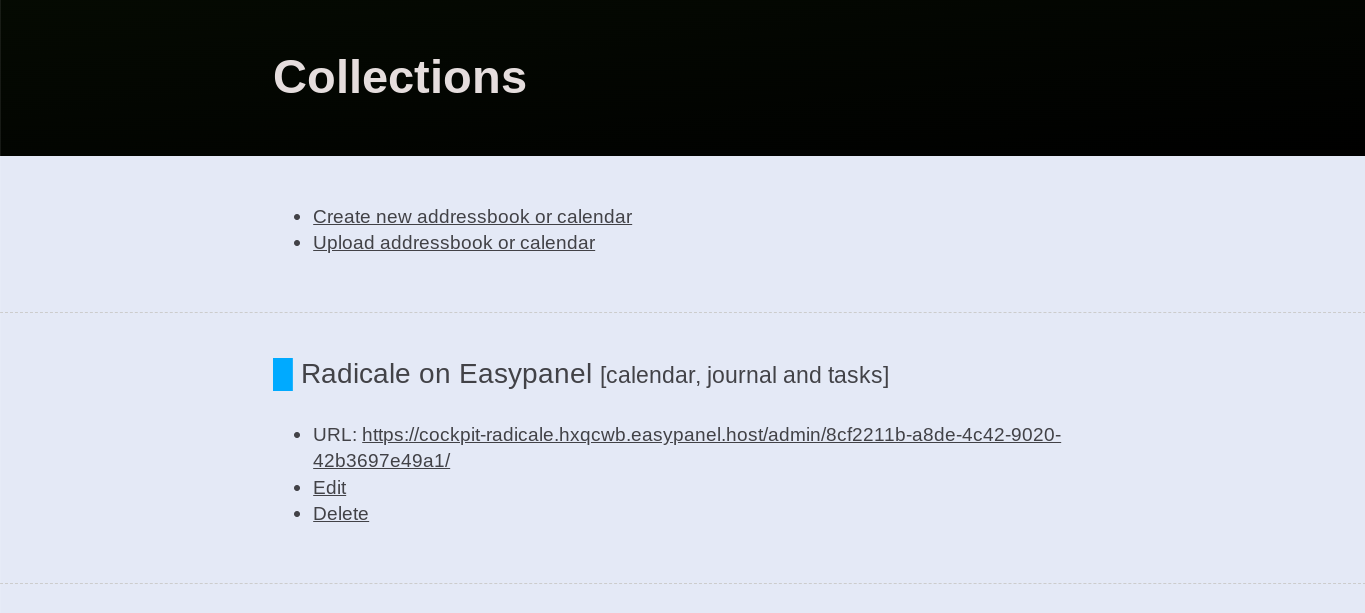 Collections
Create new addressbook or calendar
Upload addressbook or calendar
Radicale on Easypanel [calendar, journal and tasks]
URL: https://cockpit-radicale.hxqcwb.easypanel.host/admin/8cf2211b-a8de-4c42-9020-
42b3697e49a1/
Edit
Delete